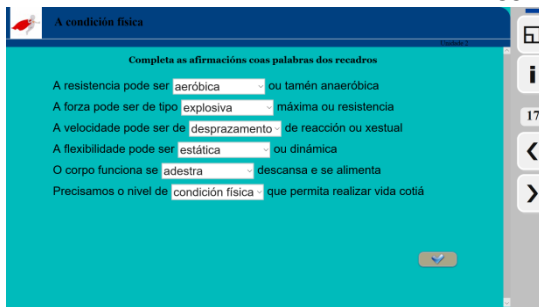 A condición física
Unidade 2
Completa as afirmacións coas palabras dos recadros
A resistencia pode ser aeróbica ou tamén anaeróbica
A forza pode ser de tipo explosiva máxima ou resistencia
A velocidade pode ser de desprazamento de reacción ou xestual
A flexibilidade pode ser estática ou dinámica
O corpo funciona se adestra descansa e se alimenta
Precisamos o nivel de condición física que permita realizar vida cotiá
17